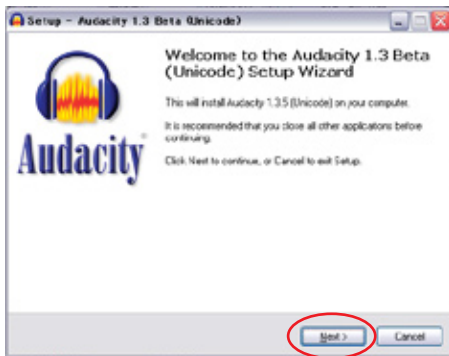 Setup - Audacity 1.3 Beta (Unicode)
Welcome to the Audacity 1.3 Beta
(Unicode) Setup Wizard
This will install Audacity 1.3.5 (Unicode) on your computer.
It is recommended that you close all other applications before
continuing.
Click Next to continue, or Cancel to exit Setup.
Audacity
Next >
Cancel